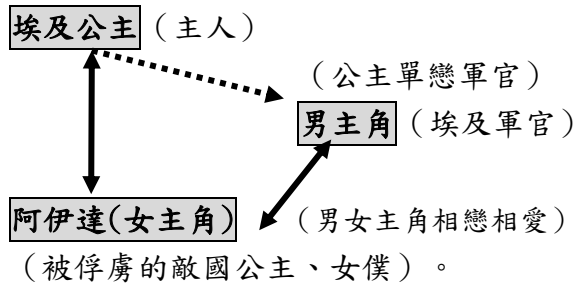 埃及公主（主人）
（公主單戀軍官）
男主角（埃及軍官）
阿伊達(女主角)（男女主角相戀相愛）
（被俘虜的敵國公主、女僕）。